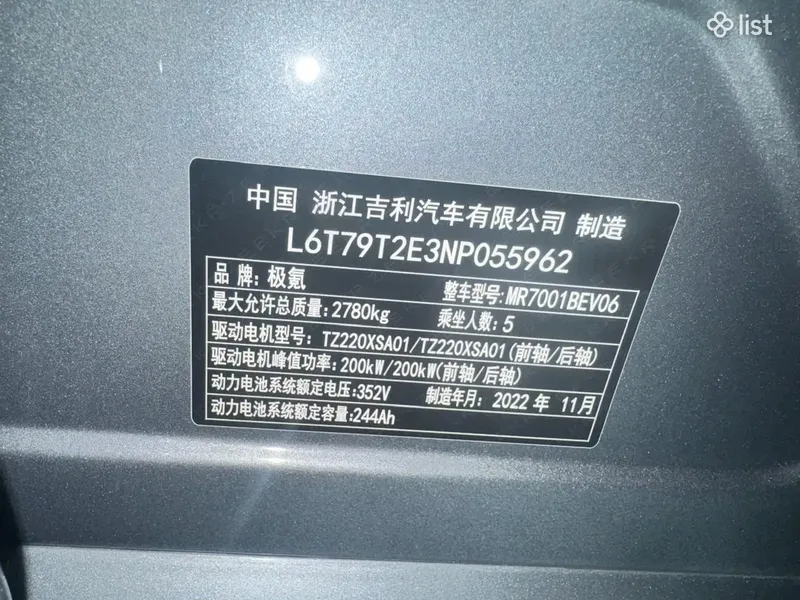 list
中国 浙江吉利汽车有限公司 制造
L6T79T2E3NP055962
品牌:极氪 整车型号:MR7001BEV06
最大允许总质量:2780kg 乘坐人数:5
驱动电机型号: TZ220XSA01/TZ220XSA01(前轴/后轴)
驱动电机峰值功率:200kW/200kW(前轴/后轴)
动力电池系统额定电压:352V 制造年月: 2022 年 11月
动力电池系统额定容量:244Ah